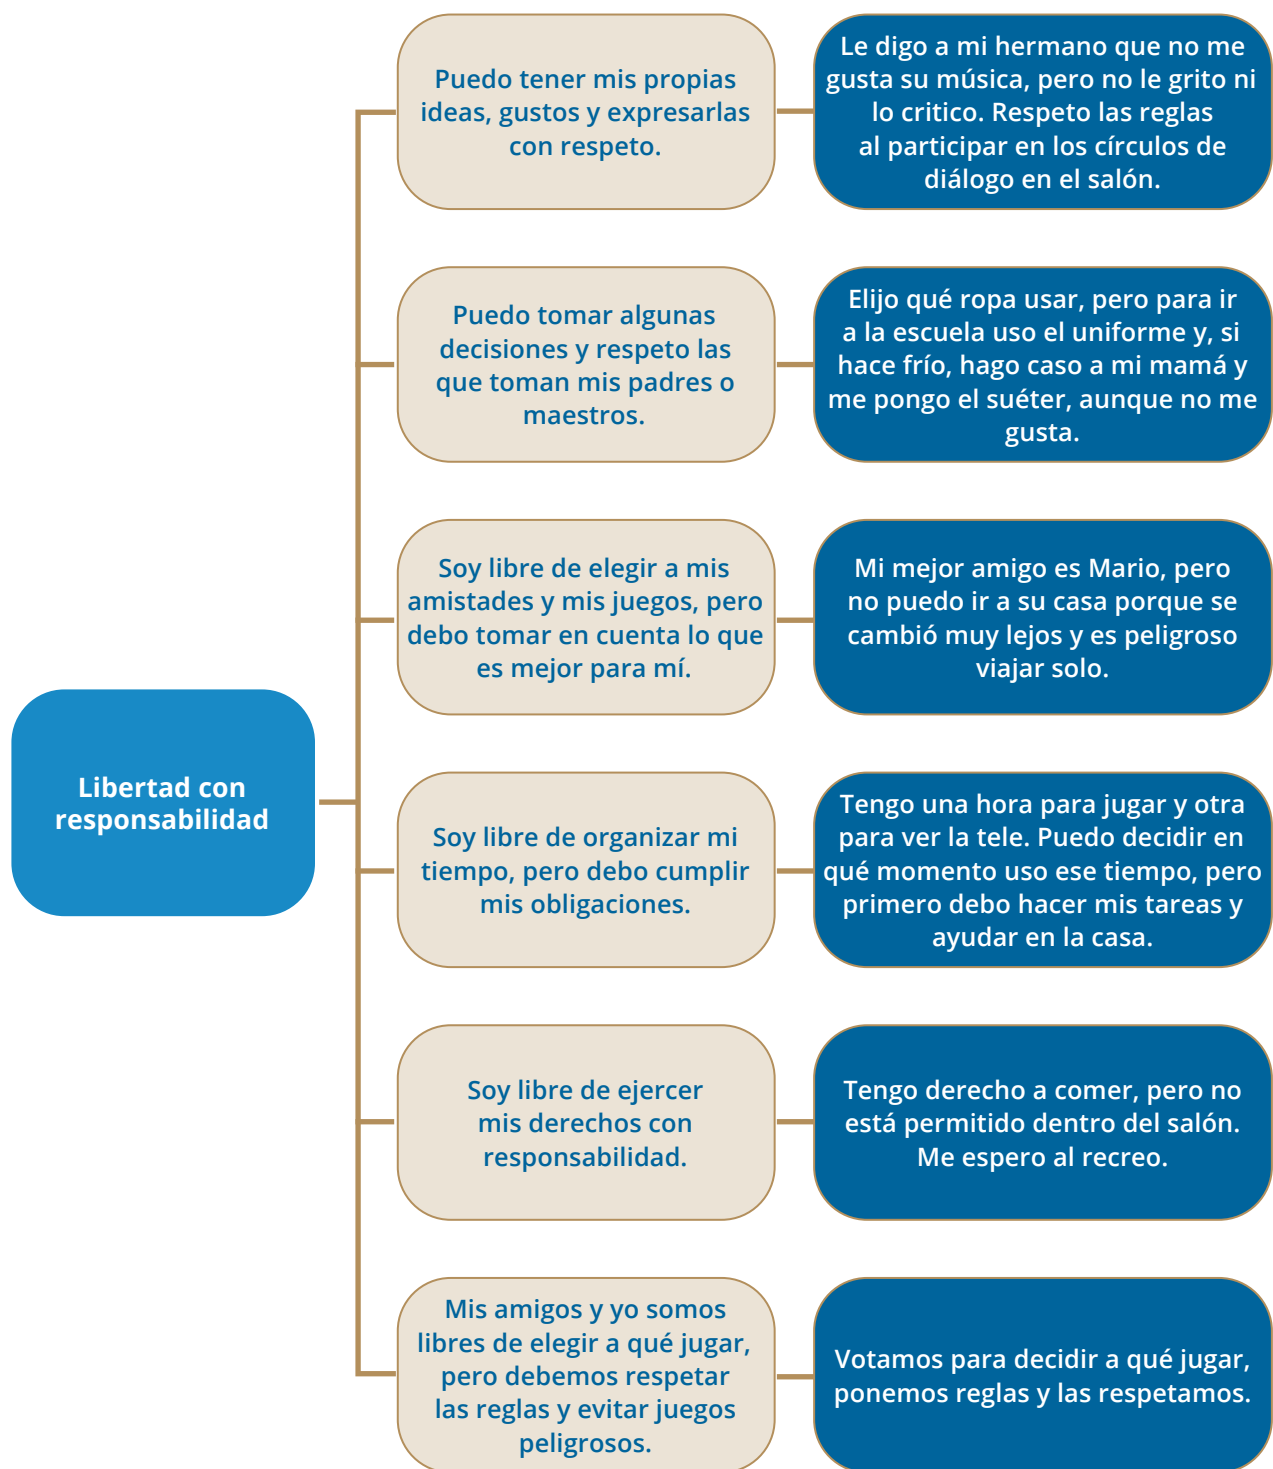 Puedo tener mis propias
ideas, gustos y expresarlas
con respeto.
Le digo a mi hermano que no me
gusta su música, pero no le grito ni
lo critico. Respeto las reglas
al participar en los círculos de
diálogo en el salón.
Puedo tomar algunas
decisiones y respeto las
que toman mis padres o
maestros.
Elijo qué ropa usar, pero para ir
a la escuela uso el uniforme y, si
hace frío, hago caso a mi mamá y
me pongo el suéter, aunque no me
gusta.
Soy libre de elegir a mis
amistades y mis juegos, pero
debo tomar en cuenta lo que
es mejor para mí.
Mi mejor amigo es Mario, pero
no puedo ir a su casa porque se
cambió muy lejos y es peligroso
viajar solo.
Libertad con
responsabilidad
Soy libre de organizar mi
tiempo, pero debo cumplir
mis obligaciones.
Tengo una hora para jugar y otra
para ver la tele. Puedo decidir en
qué momento uso ese tiempo, pero
primero debo hacer mis tareas y
ayudar en la casa.
Soy libre de ejercer
mis derechos con
responsabilidad.
Tengo derecho a comer, pero no
está permitido dentro del salón.
Me espero al recreo.
Mis amigos y yo somos
libres de elegir a qué jugar,
pero debemos respetar
las reglas y evitar juegos
peligrosos.
Votamos para decidir a qué jugar,
ponemos reglas y las respetamos.